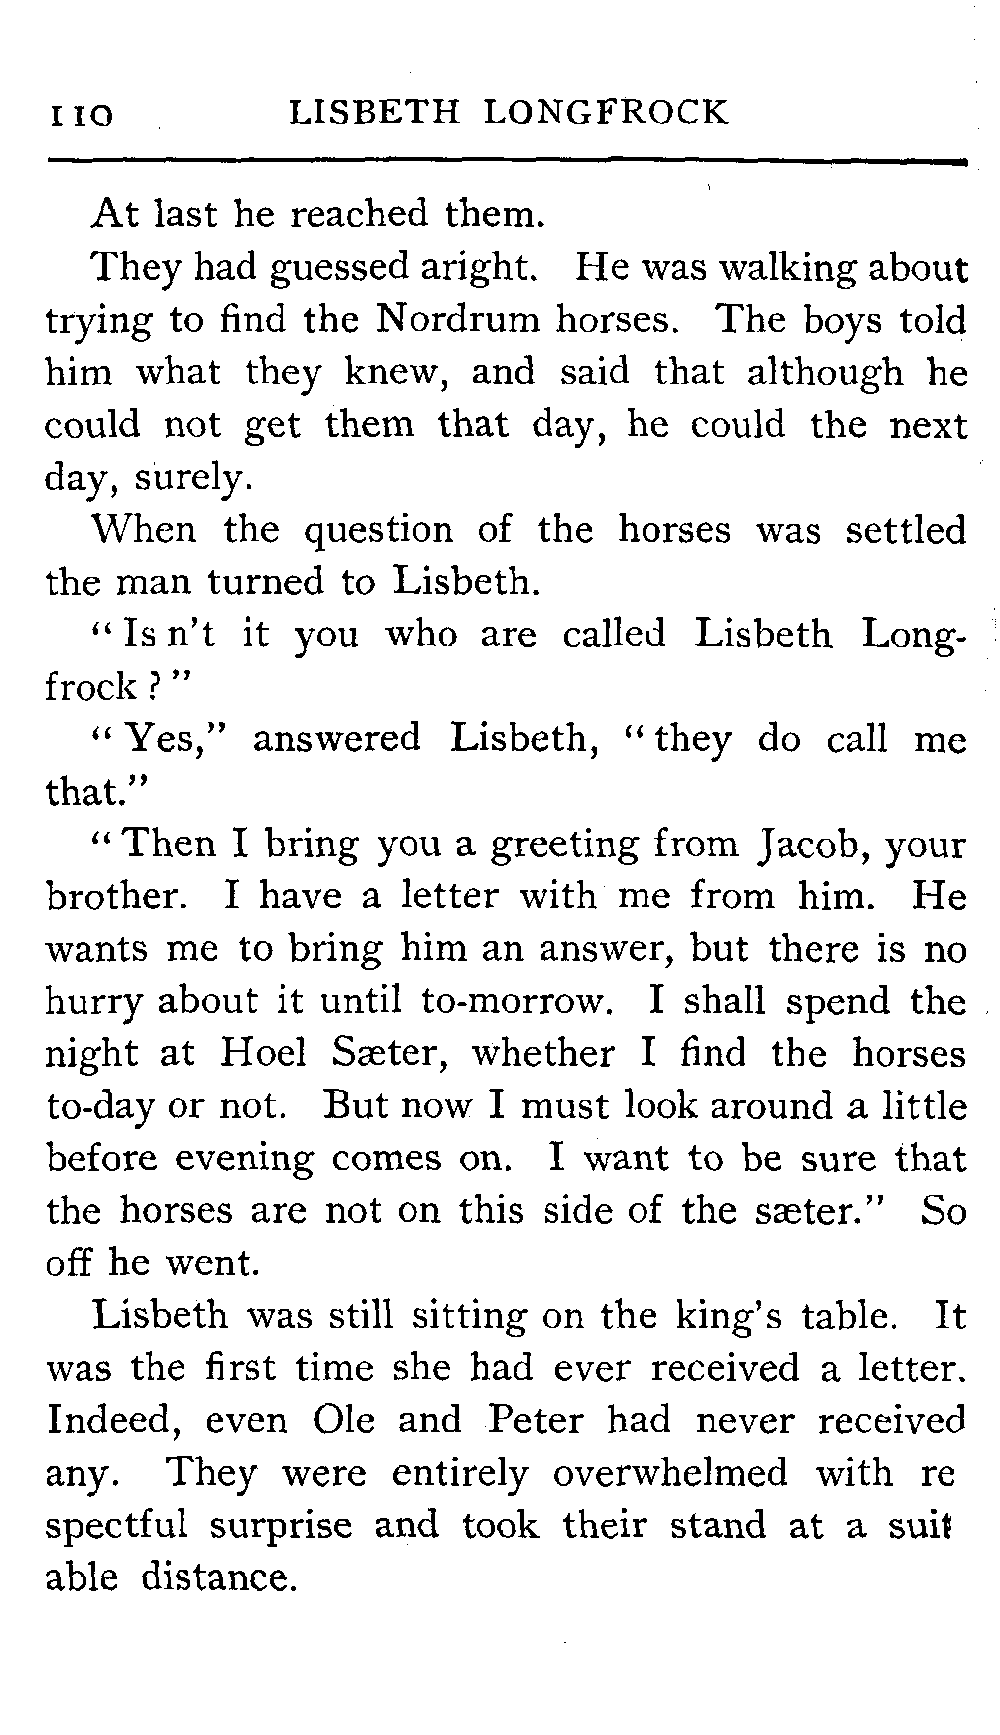 110 LISBETH LONGFROCK
At last he reached them.
They had guessed aright. He was walking about
trying to find the Nordrum horses. The boys told
him what they knew, and said that although he
could not get them that day, he could the next
day, surely.
When the question of the horses was settled
the man turned to Lisbeth.
"Is n't it you who are called Lisbeth Long-
frock?"
"Yes," answered Lisbeth, "they do call me
that."
"Then I bring you a greeting from Jacob, your
brother. I have a letter with me from him. He
wants me to bring him an answer, but there is no
hurry about it until to-morrow. I shall spend the
night at Hoel Sæter, whether I find the horses
to-day or not. But now I must look around a little
before evening comes on. I want to be sure that
the horses are not on this side of the sæter." So
off he went.
Lisbeth was still sitting on the king's table. It
was the first time she had ever received a letter.
Indeed, even Ole and Peter had never received
any. They were entirely overwhelmed with re
spectful surprise and took their stand at a suit
able distance.